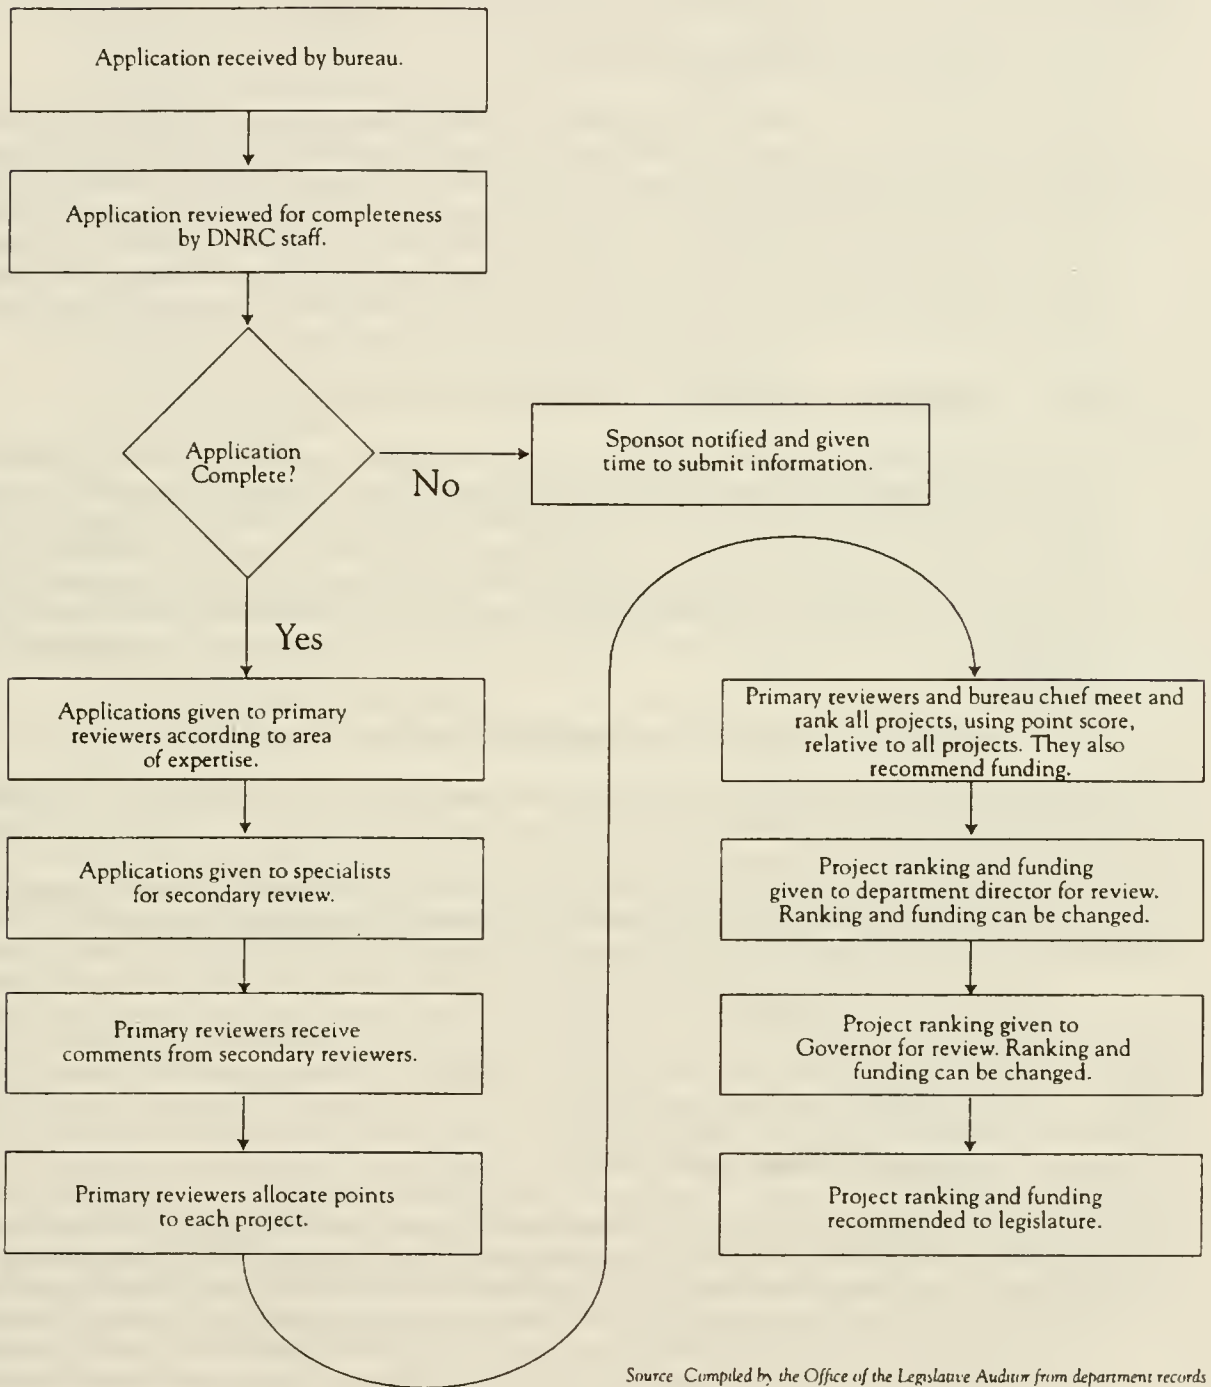 Application received by bureau.
Application reviewed for completeness
by DNRC staff.
Application
Complete?
No
Sponsot notified and given
time to submit information.
Yes
Applications given to primary
reviewers according to area
of expertise.
Applications given to specialists
for secondary review.
Primary reviewers receive
comments from secondary reviewers.
Primary reviewers allocate points
to each project.
Primary reviewers and bureau chief meet and
rank all projects, using point score,
relative to all projects. They also
recommend funding.
Project ranking and funding
given to department director for review.
Ranking and funding can be changed.
Project ranking given to
Governor for review. Ranking and
funding can be changed.
Project ranking and funding
recommended to legislature.
Source Compiled by the Office of the Legislative Auditor from department records